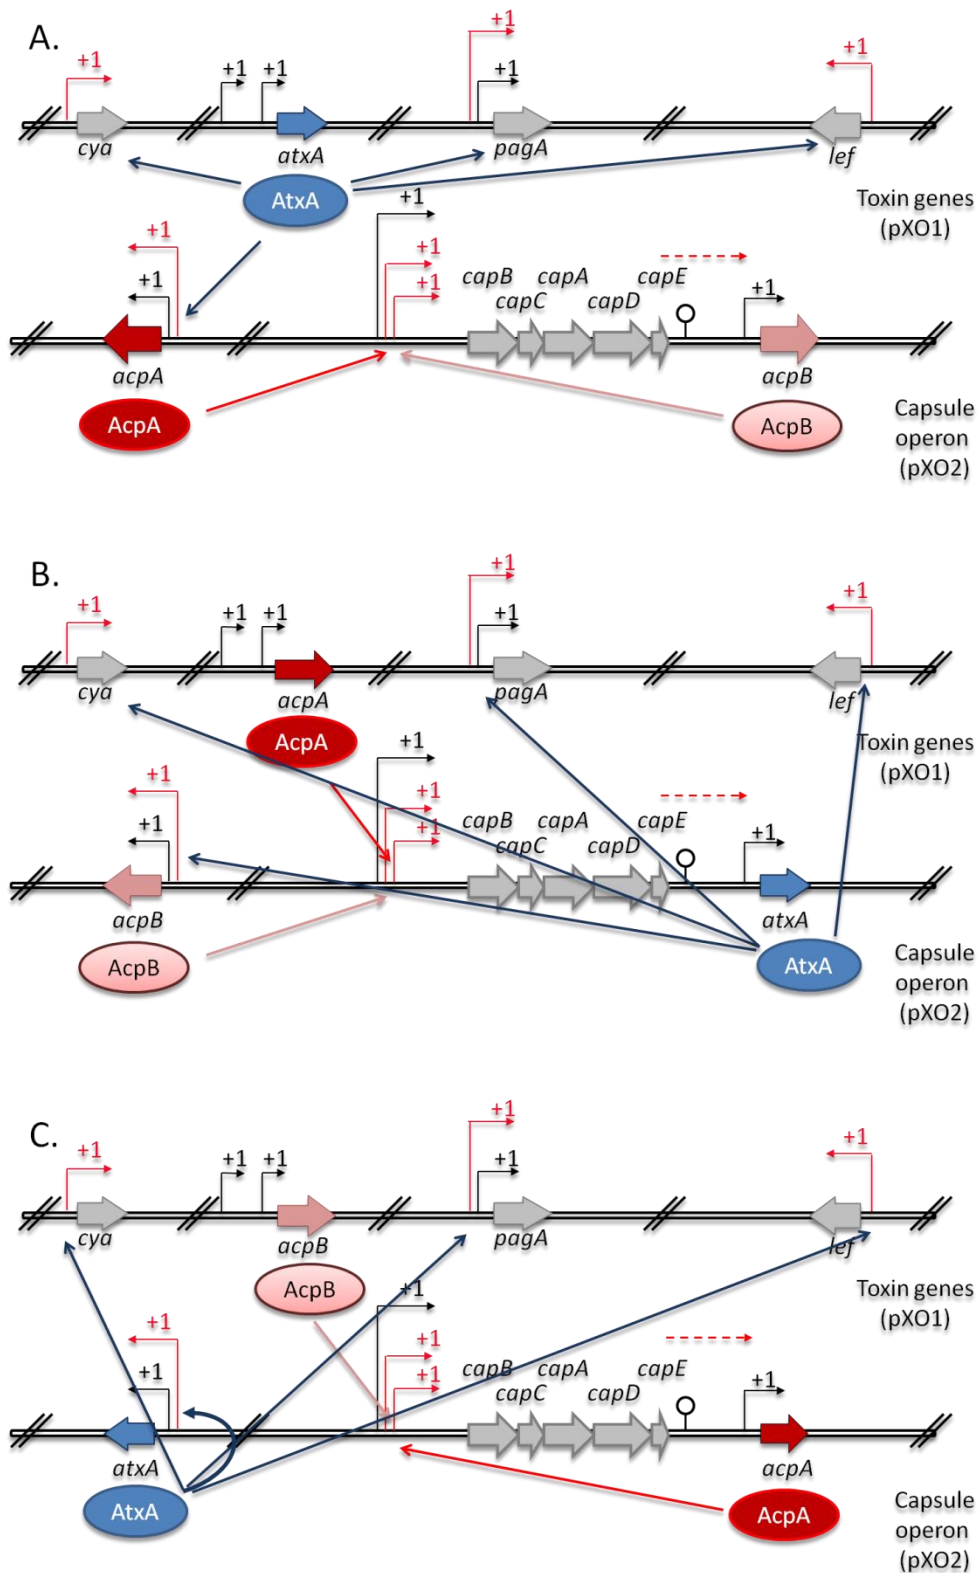 A.
+1 +1 +1 +1 +1 +1
cya atxA pagA lef
AtxA
Toxin genes
(pXO1)
+1 +1 +1 +1 +1 +1
capB capA capE
capC capD
acpA acpB
AcpA AcpB
Capsule
operon
(pXO2)
B.
+1 +1 +1 +1 +1 +1
cya acpA pagA lef
AcpA
Toxin genes
(pXO1)
+1 +1 +1 +1 +1 +1
capB capA capE
capC capD
acpB atxA
AcpB AtxA
Capsule
operon
(pXO2)
C.
+1 +1 +1 +1 +1 +1
cya acpB pagA lef
AcpB
Toxin genes
(pXO1)
+1 +1 +1 +1 +1 +1
capB capA capE
capC capD
atxA acpA
AtxA AcpA
Capsule
operon
(pXO2)